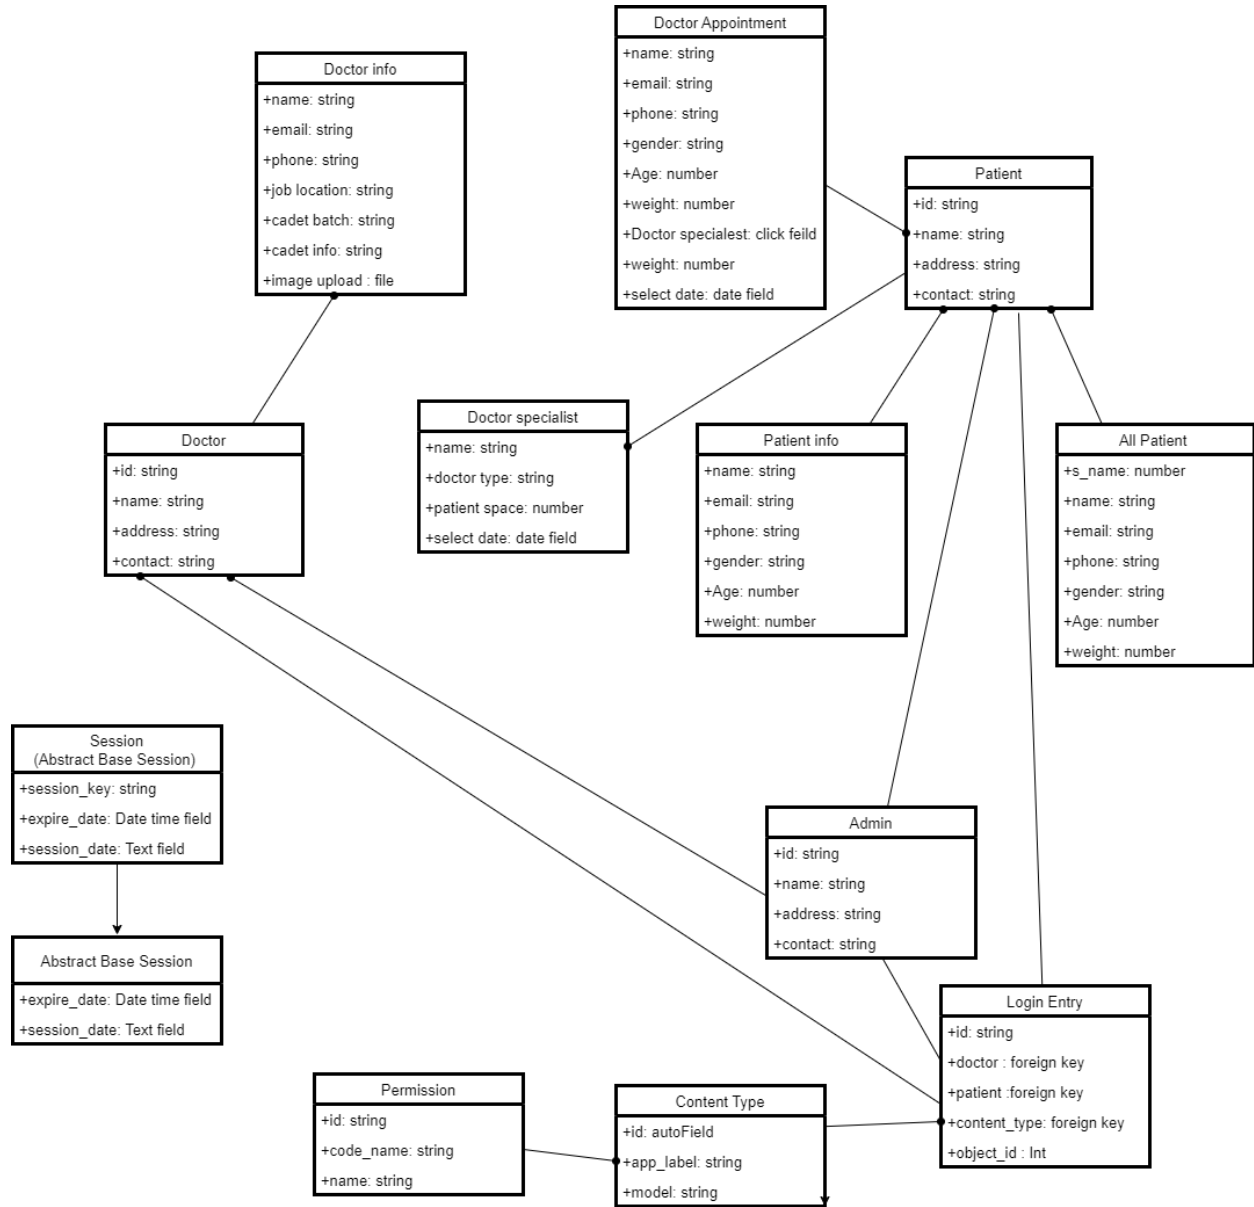 Doctor Appointment
+name: string
+email: string
+phone: string
+gender: string
+Age: number
+weight: number
+Doctor specialest: click feild
+weight: number
+select date: date field
Doctor info
+name: string
+email: string
+phone: string
+job location: string
+cadet batch: string
+cadet info: string
+image upload : file
Patient
+id: string
+name: string
+address: string
+contact: string
Doctor specialist
+name: string
+doctor type: string
+patient space: number
+select date: date field
Doctor
+id: string
+name: string
+address: string
+contact: string
Patient info
+name: string
+email: string
+phone: string
+gender: string
+Age: number
+weight: number
All Patient
+s_name: number
+name: string
+email: string
+phone: string
+gender: string
+Age: number
+weight: number
Session
(Abstract Base Session)
+session_key: string
+expire_date: Date time field
+session_date: Text field
Admin
+id: string
+name: string
+address: string
+contact: string
Abstract Base Session
+expire_date: Date time field
+session_date: Text field
Login Entry
+id: string
+doctor : foreign key
+patient :foreign key
+content_type: foreign key
+object_id : Int
Permission
+id: string
+code_name: string
+name: string
Content Type
+id: autoField
+app_label: string
+model: string